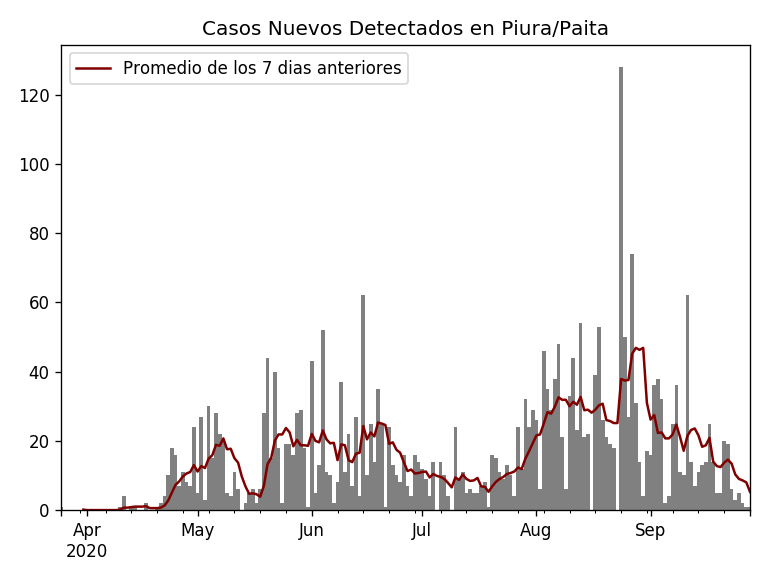 Casos Nuevos Detectados en Piura/Paita
Promedio de los 7 dias anteriores
120
100
80
60
40
20
0
Apr May Jun Jul Aug Sep
2020